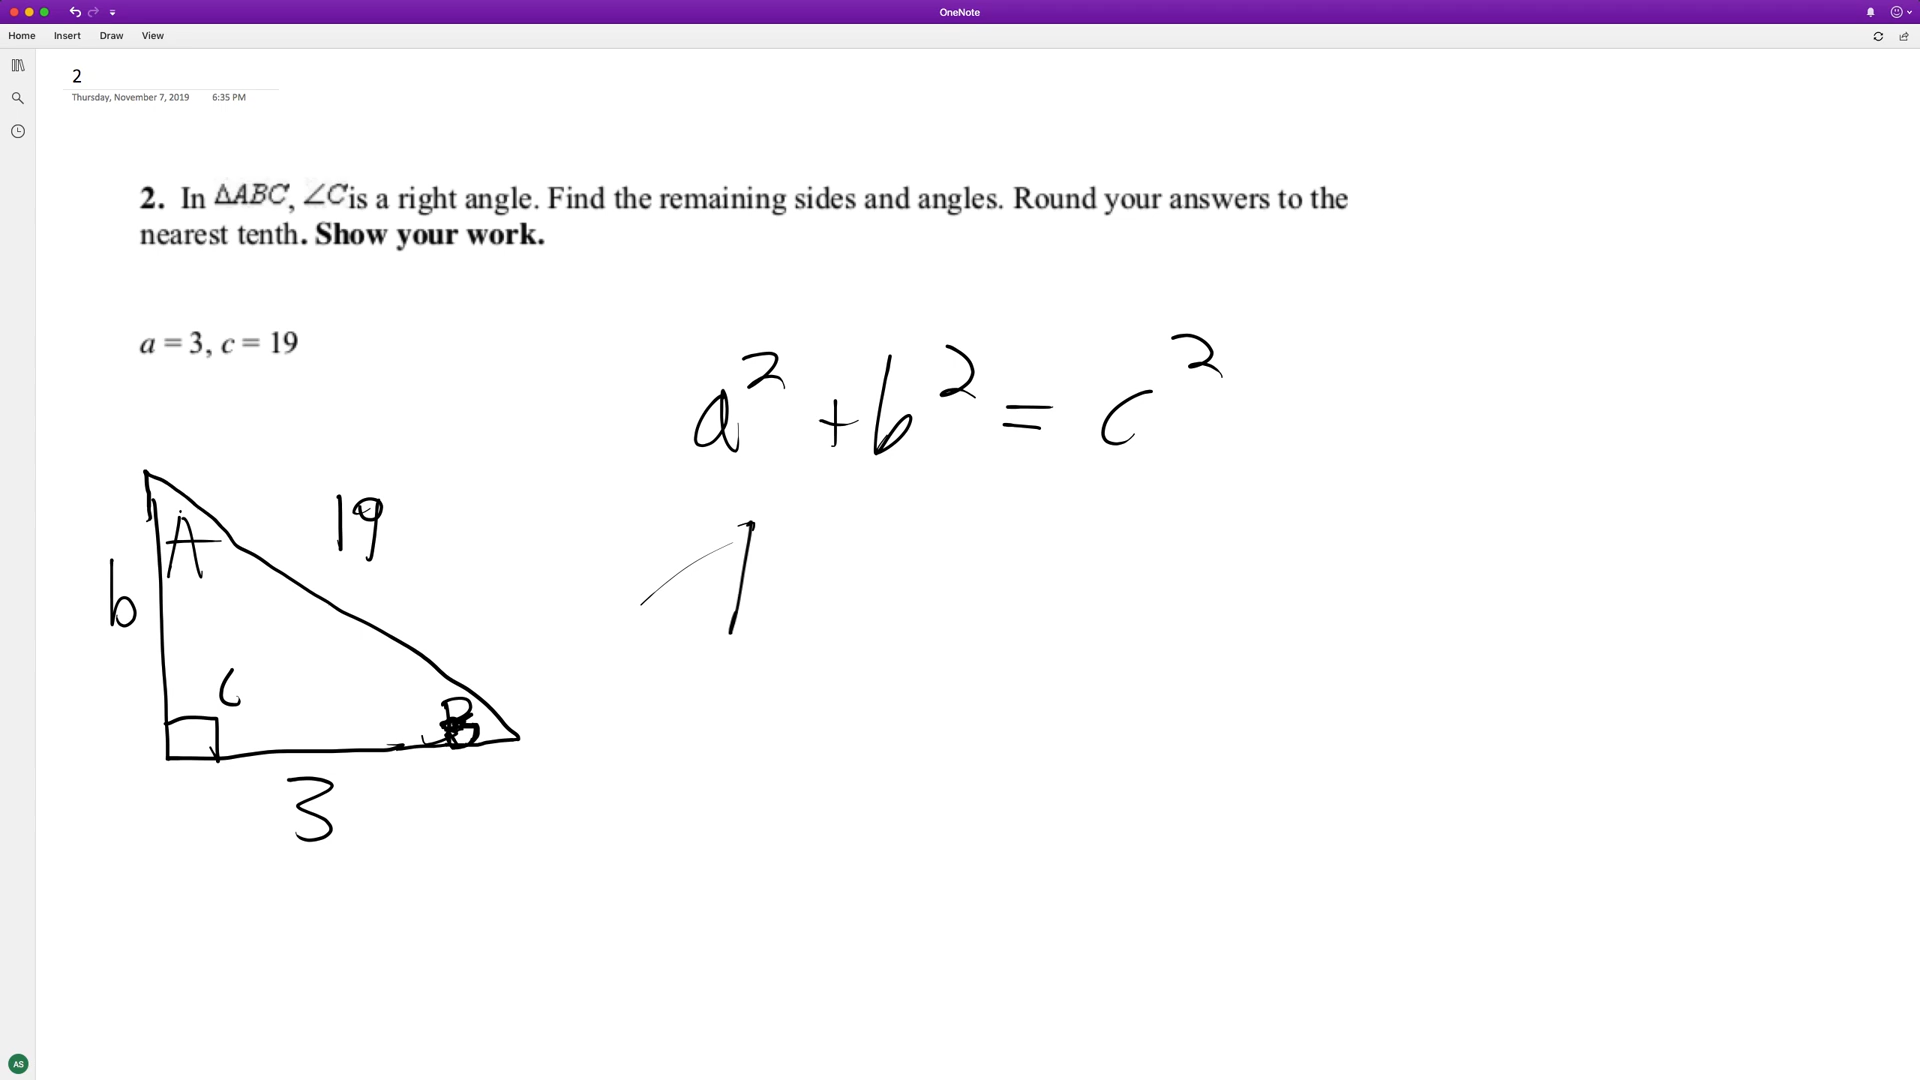 OneNote
Home Insert Draw View
2
Thursday, November 7, 2019 6:35 PM
2. In ΔABC, ∠C is a right angle. Find the remaining sides and angles. Round your answers to the
nearest tenth. Show your work.
a = 3, c = 19
a² + b² = c²
19
A
b
C
B
3
AS